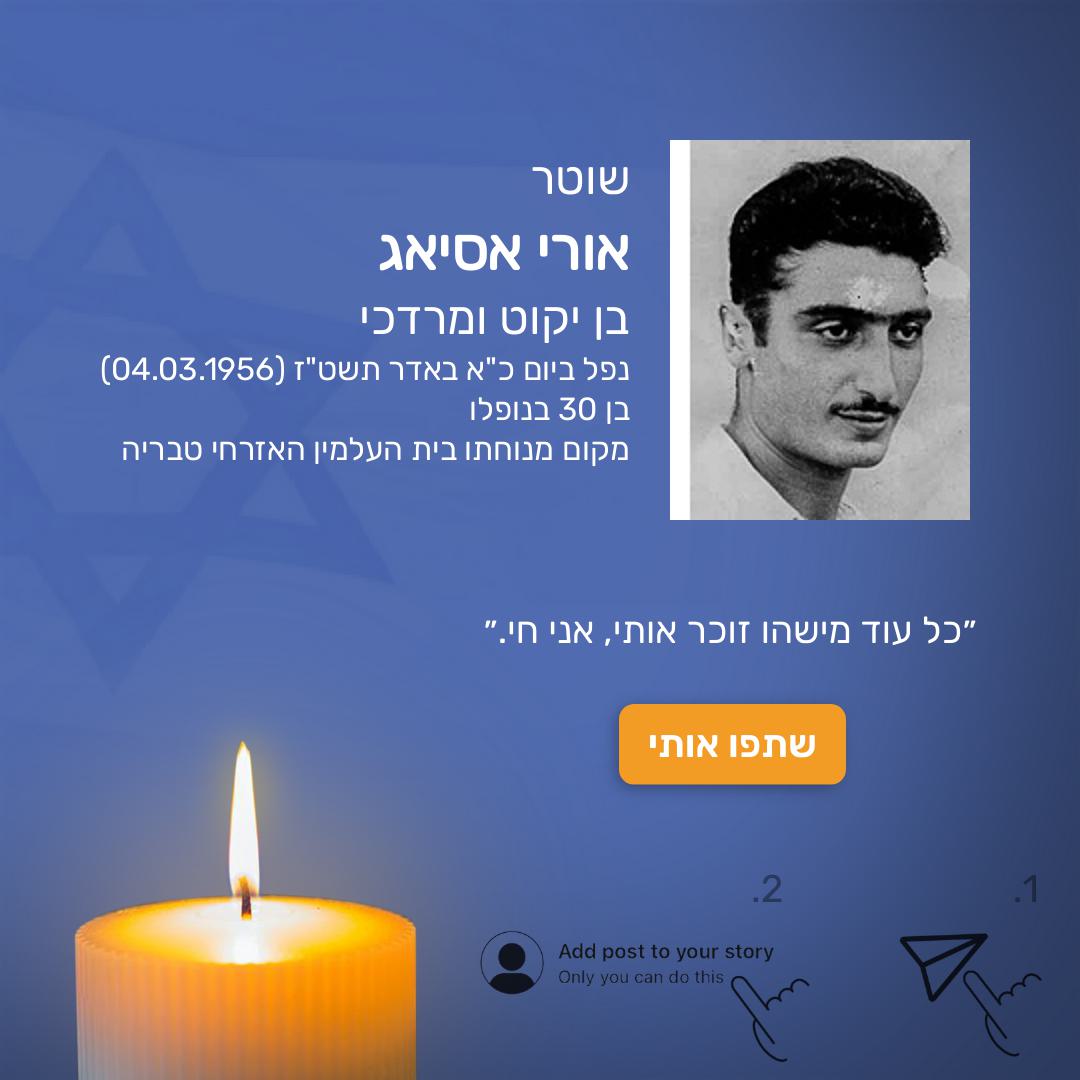 שוטר
אורי אסיאג
בן יקוט ומרדכי
נפל ביום כ"א באדר תשט"ז (04.03.1956)
בן 30 בנופלו
מקום מנוחתו בית העלמין האזרחי טבריה
״כל עוד מישהו זוכר אותי, אני חי.״
שתפו אותי
1.
2.
Add post to your story
Only you can do this